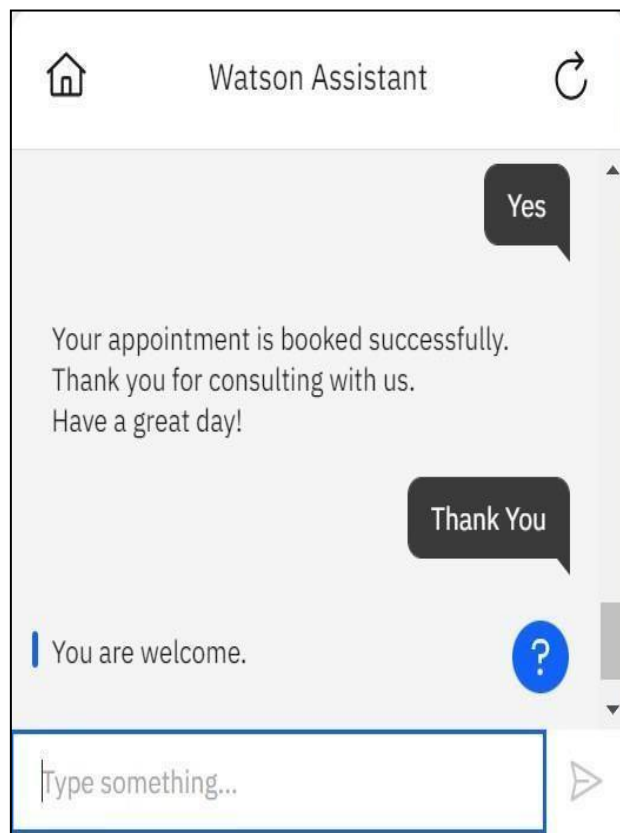 Watson Assistant
Yes
Your appointment is booked successfully.
Thank you for consulting with us.
Have a great day!
Thank You
You are welcome.
?
Type something...